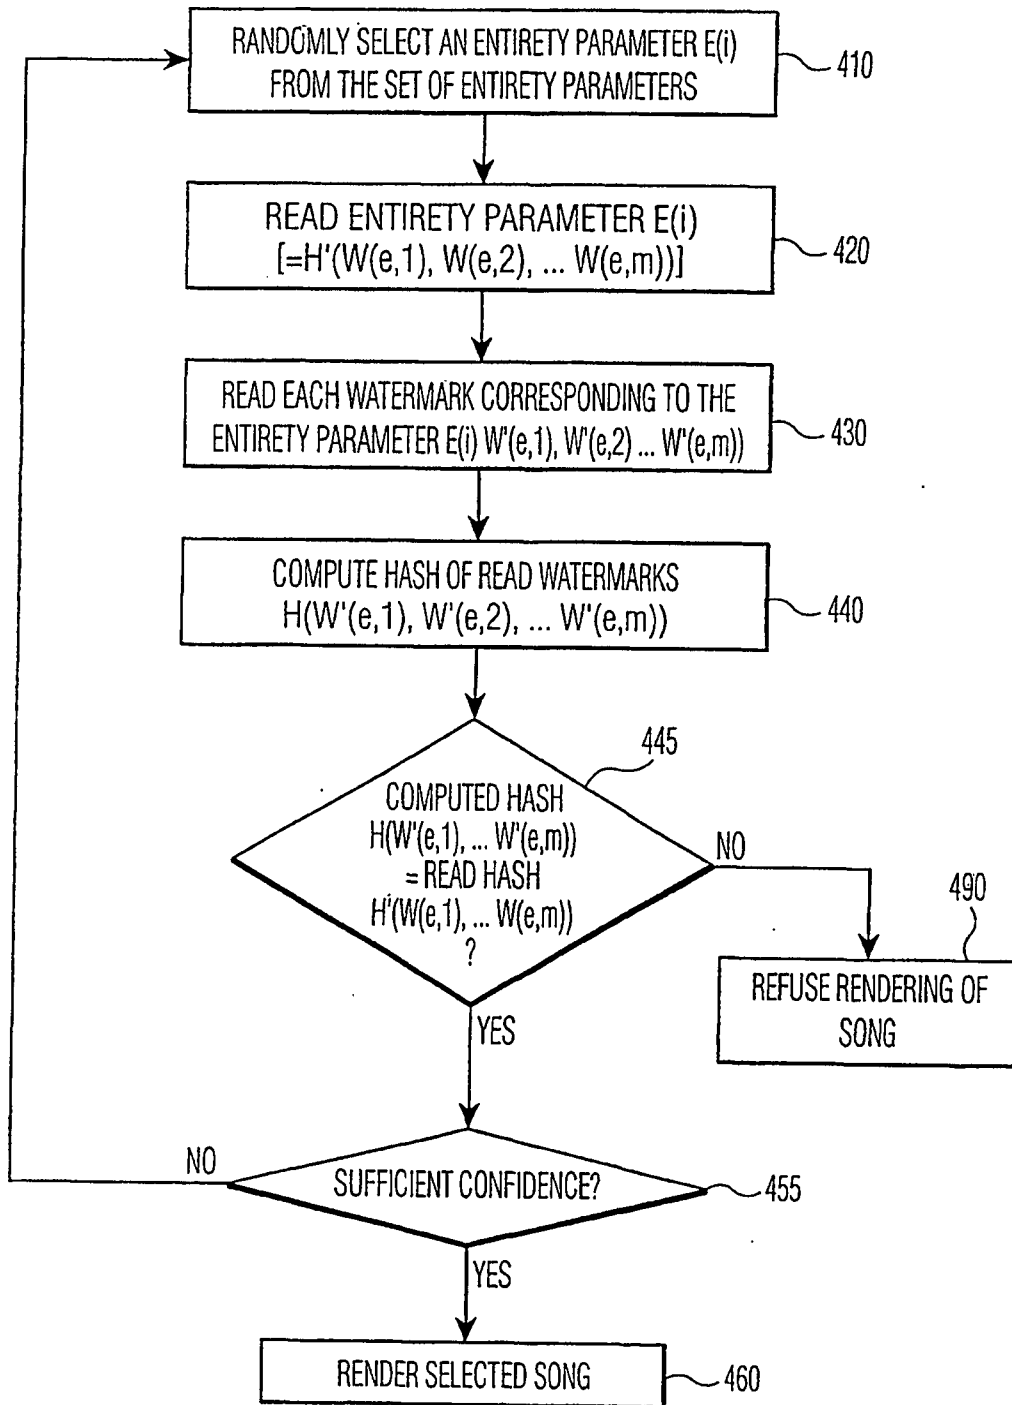 RANDOMLY SELECT AN ENTIRETY PARAMETER E(i)
FROM THE SET OF ENTIRETY PARAMETERS
410
READ ENTIRETY PARAMETER E(i)
[=H'(W(e,1), W(e,2), ... W(e,m))]
420
READ EACH WATERMARK CORRESPONDING TO THE
ENTIRETY PARAMETER E(i) W'(e,1), W'(e,2) ... W'(e,m))
430
COMPUTE HASH OF READ WATERMARKS
H(W'(e,1), W'(e,2), ... W'(e,m))
440
445
COMPUTED HASH
H(W'(e,1), ... W'(e,m))
= READ HASH
H'(W(e,1), ... W(e,m))
?
NO
490
REFUSE RENDERING OF
SONG
YES
NO
SUFFICIENT CONFIDENCE?
455
YES
RENDER SELECTED SONG
460